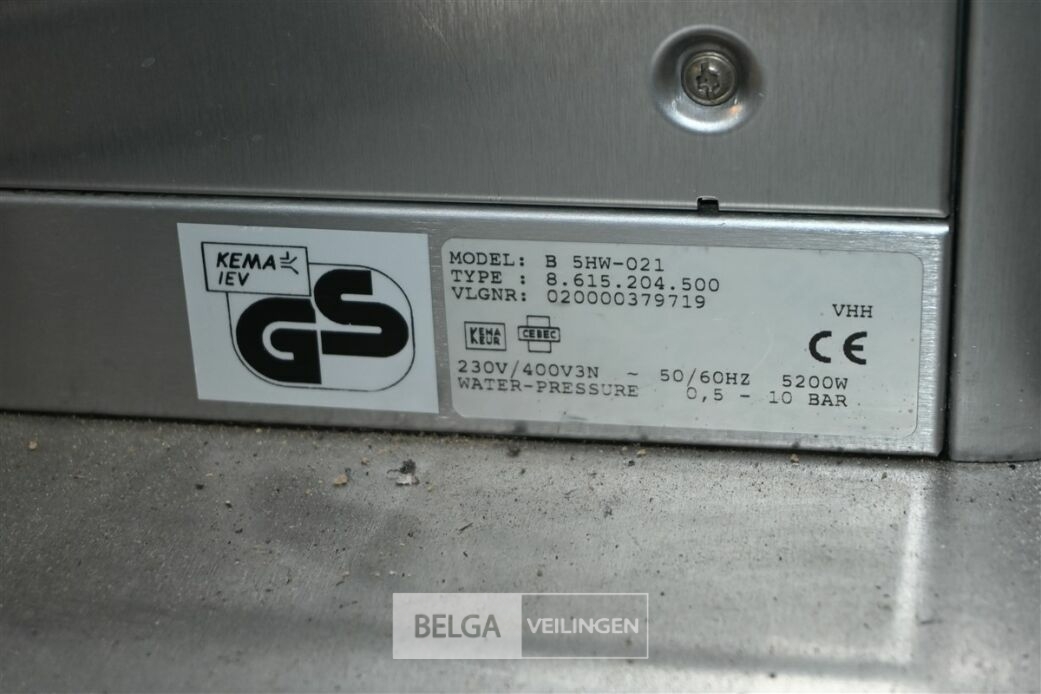 KEMA
IEV
GS
MODEL: B 5HW-021
TYPE : 8.615.204.500
VLGNR: 020000379719
VHH
KEMA
KEUR
CEBEC
CE
230V/400V3N ~ 50/60HZ 5200W
WATER-PRESSURE 0,5 - 10 BAR
BELGA VEILINGEN